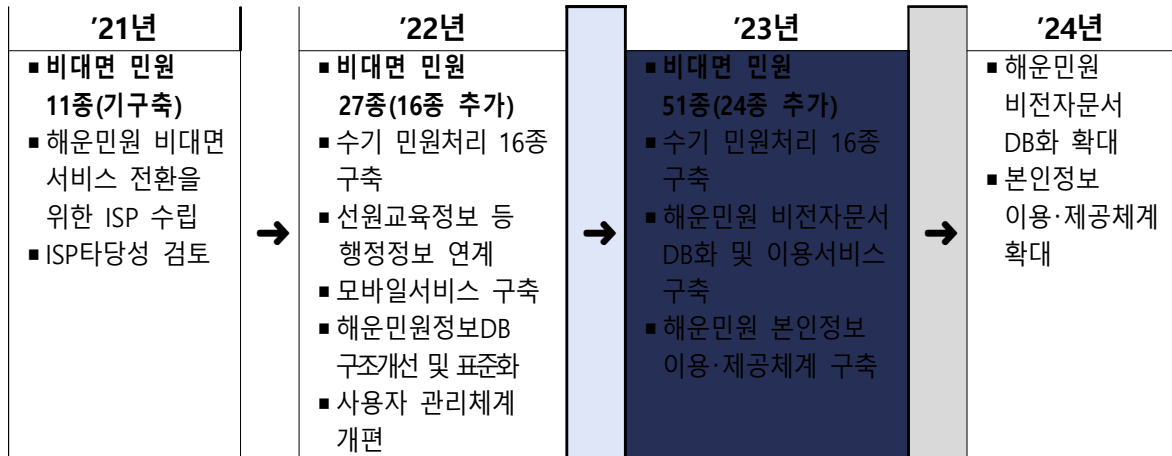 '21년
■ 비대면 민원
11종(기구축)
■ 해운민원 비대면
서비스 전환을
위한 ISP 수립
■ ISP타당성 검토
➜
'22년
■ 비대면 민원
27종(16종 추가)
■ 수기 민원처리 16종
구축
■ 선원교육정보 등
행정정보 연계
■ 모바일서비스 구축
■ 해운민원정보DB
구조개선 및 표준화
■ 사용자 관리체계
개편
➜
'23년
■ 비대면 민원
51종(24종 추가)
■ 수기 민원처리 16종
구축
■ 해운민원 비전자문서
DB화 및 이용서비스
구축
■ 해운민원 본인정보
이용·제공체계 구축
➜
'24년
■ 해운민원
비전자문서
DB화 확대
■ 본인정보
이용·제공체계
확대